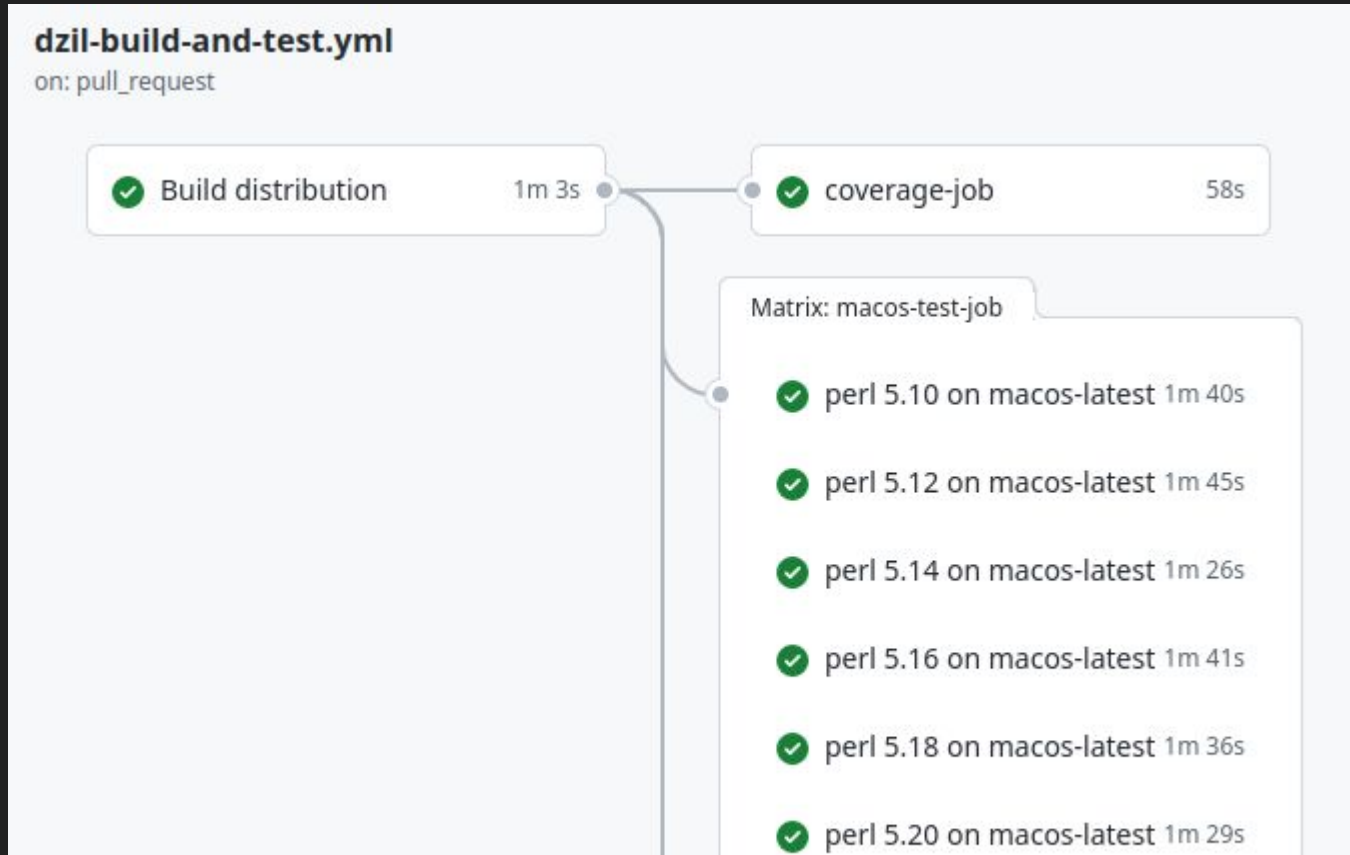 dzil-build-and-test.yml
on: pull_request
Build distribution 1m 3s
coverage-job 58s
Matrix: macos-test-job
perl 5.10 on macos-latest 1m 40s
perl 5.12 on macos-latest 1m 45s
perl 5.14 on macos-latest 1m 26s
perl 5.16 on macos-latest 1m 41s
perl 5.18 on macos-latest 1m 36s
perl 5.20 on macos-latest 1m 29s